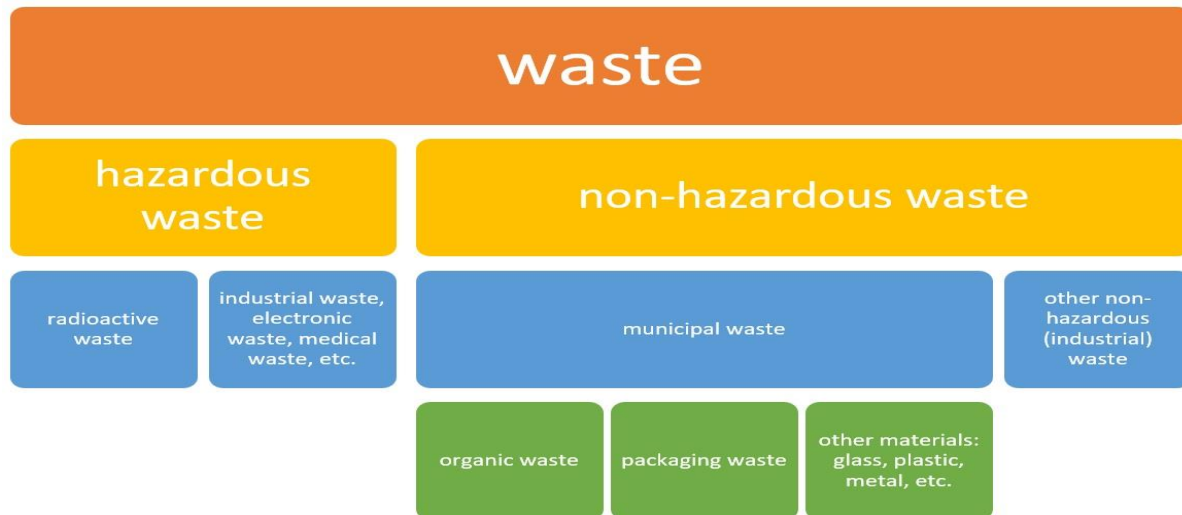 waste
hazardous
waste
non-hazardous waste
radioactive
waste
industrial waste,
electronic
waste, medical
waste, etc.
municipal waste
other non-
hazardous
(industrial)
waste
organic waste
packaging waste
other materials:
glass, plastic,
metal, etc.